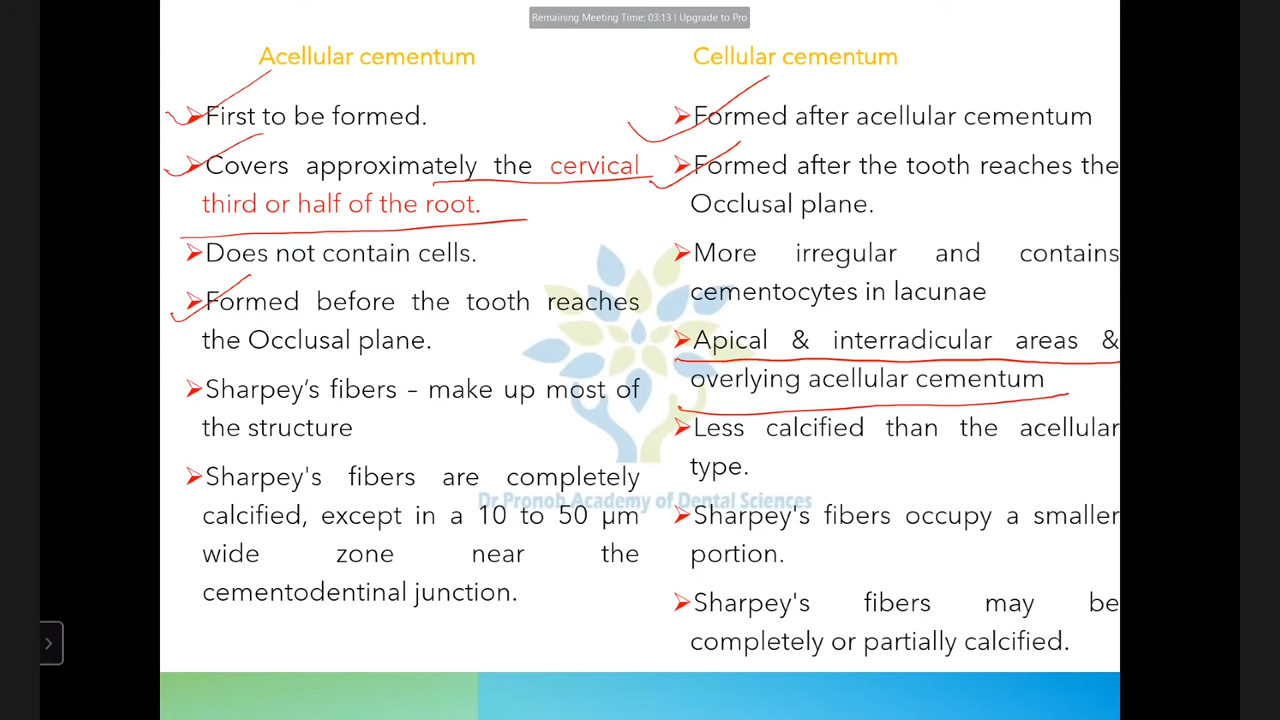 Remaining Meeting Time: 03:13 | Upgrade to Pro
Acellular cementum
First to be formed.
Covers approximately the cervical
third or half of the root.
Does not contain cells.
Formed before the tooth reaches
the Occlusal plane.
Sharpey’s fibers – make up most of
the structure
Sharpey's fibers are completely
calcified, except in a 10 to 50 µm
wide zone near the
cementodentinal junction.
Cellular cementum
Formed after acellular cementum
Formed after the tooth reaches the
Occlusal plane.
More irregular and contains
cementocytes in lacunae
Apical & interradicular areas &
overlying acellular cementum
Less calcified than the acellular
type.
Sharpey's fibers occupy a smaller
portion.
Sharpey's fibers may be
completely or partially calcified.
Dr Pronob Academy of Dental Sciences